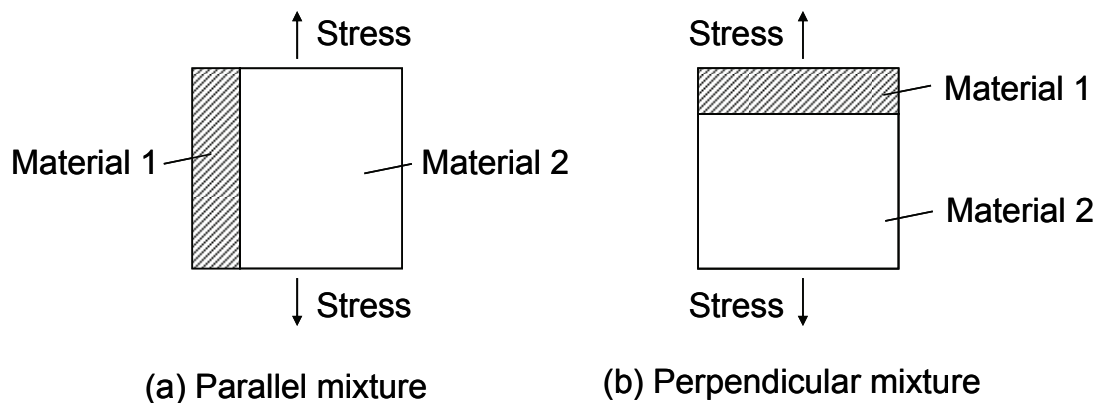 Stress
Stress
Material 1
Material 1
Material 2
Material 2
Stress
Stress
(a) Parallel mixture
(b) Perpendicular mixture